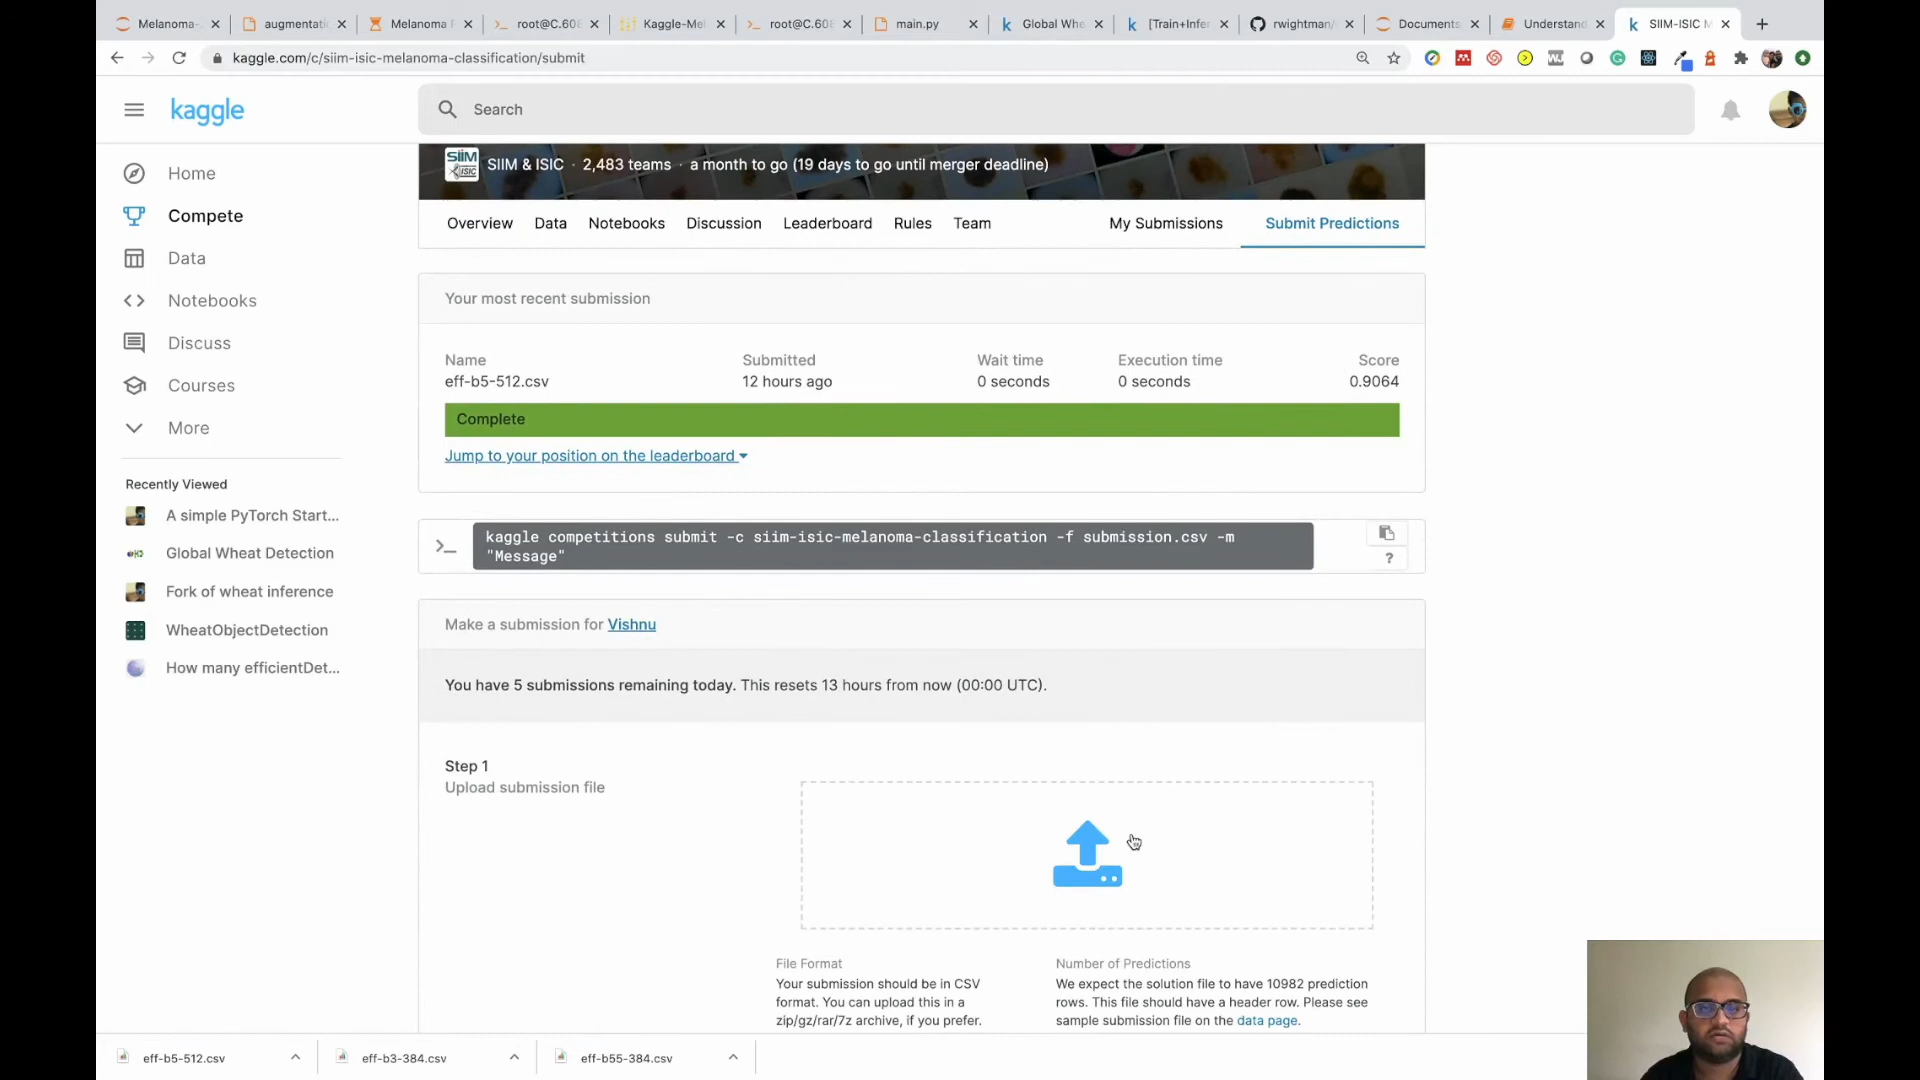 Melanoma-
augmentati
Melanoma F
root@C.608
Kaggle-Mel
root@C.608
main.py
Global Whe
[Train+Infer
rwightman/
Documents
Understand
SIIM-ISIC M
kaggle.com/c/siim-isic-melanoma-classification/submit
kaggle
Search
Home
Compete
Data
Notebooks
Discuss
Courses
More
Recently Viewed
A simple PyTorch Start...
Global Wheat Detection
Fork of wheat inference
WheatObjectDetection
How many efficientDet...
SIIM ISIC
SIIM & ISIC · 2,483 teams · a month to go (19 days to go until merger deadline)
Overview Data Notebooks Discussion Leaderboard Rules Team My Submissions Submit Predictions
Your most recent submission
Name Submitted Wait time Execution time Score
eff-b5-512.csv 12 hours ago 0 seconds 0 seconds 0.9064
Complete
Jump to your position on the leaderboard
>_
kaggle competitions submit -c siim-isic-melanoma-classification -f submission.csv -m
"Message"
?
Make a submission for Vishnu
You have 5 submissions remaining today. This resets 13 hours from now (00:00 UTC).
Step 1
Upload submission file
File Format
Your submission should be in CSV
format. You can upload this in a
zip/gz/rar/7z archive, if you prefer.
Number of Predictions
We expect the solution file to have 10982 prediction
rows. This file should have a header row. Please see
sample submission file on the data page.
eff-b5-512.csv
eff-b3-384.csv
eff-b55-384.csv